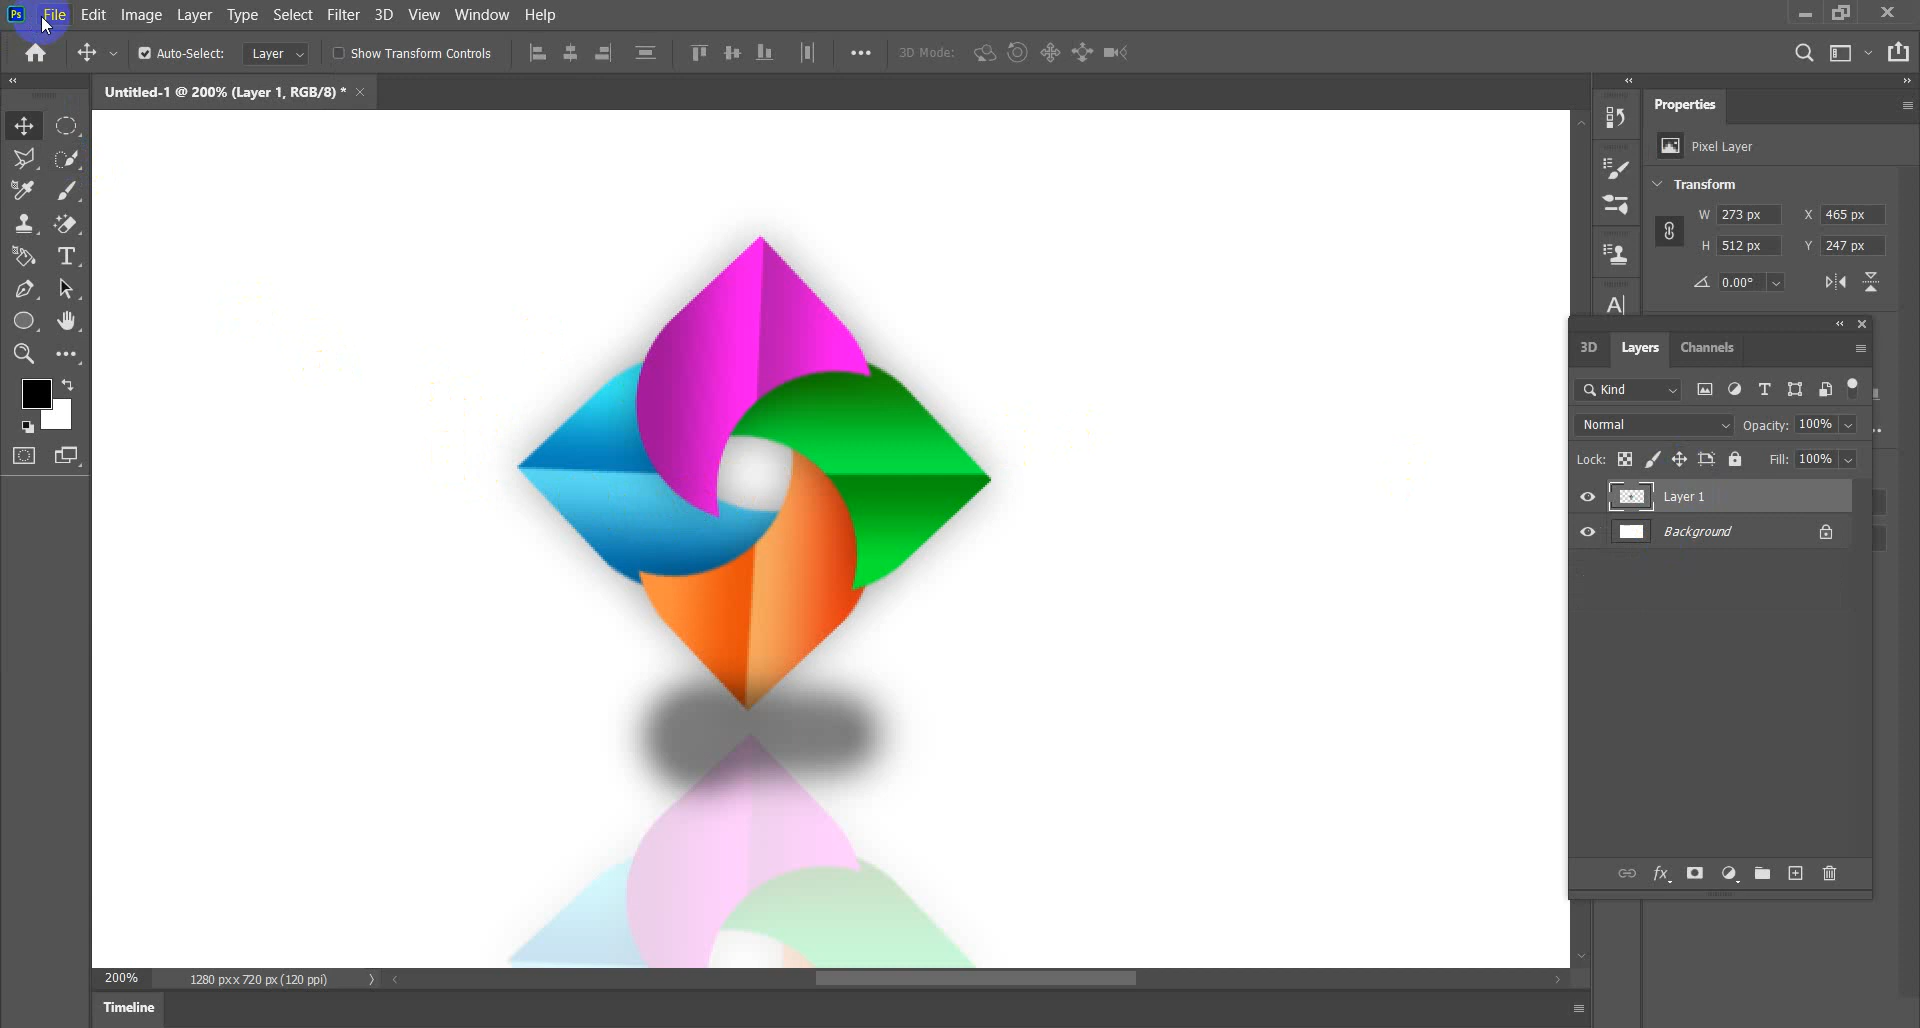 Ps File Edit Image Layer Type Select Filter 3D View Window Help
Auto-Select: Layer Show Transform Controls 3D Mode:
Untitled-1 @ 200% (Layer 1, RGB/8) *
Properties
Pixel Layer
Transform
W 273 px X 465 px
H 512 px Y 247 px
0.00°
3D Layers Channels
Kind
Normal Opacity: 100%
Lock: Fill: 100%
Layer 1
Background
200% 1280 px x 720 px (120 ppi)
Timeline